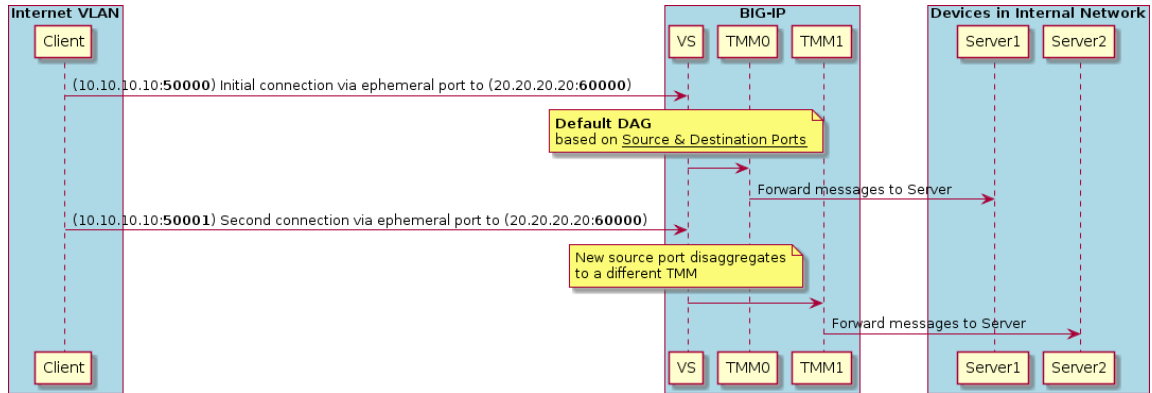 Internet VLAN
BIG-IP
Devices in Internal Network
Client
VS
TMM0
TMM1
Server1
Server2
(10.10.10.10:50000) Initial connection via ephemeral port to (20.20.20.20:60000)
Default DAG
based on Source & Destination Ports
Forward messages to Server
(10.10.10.10:50001) Second connection via ephemeral port to (20.20.20.20:60000)
New source port disaggregates
to a different TMM
Forward messages to Server
Client
VS
TMM0
TMM1
Server1
Server2